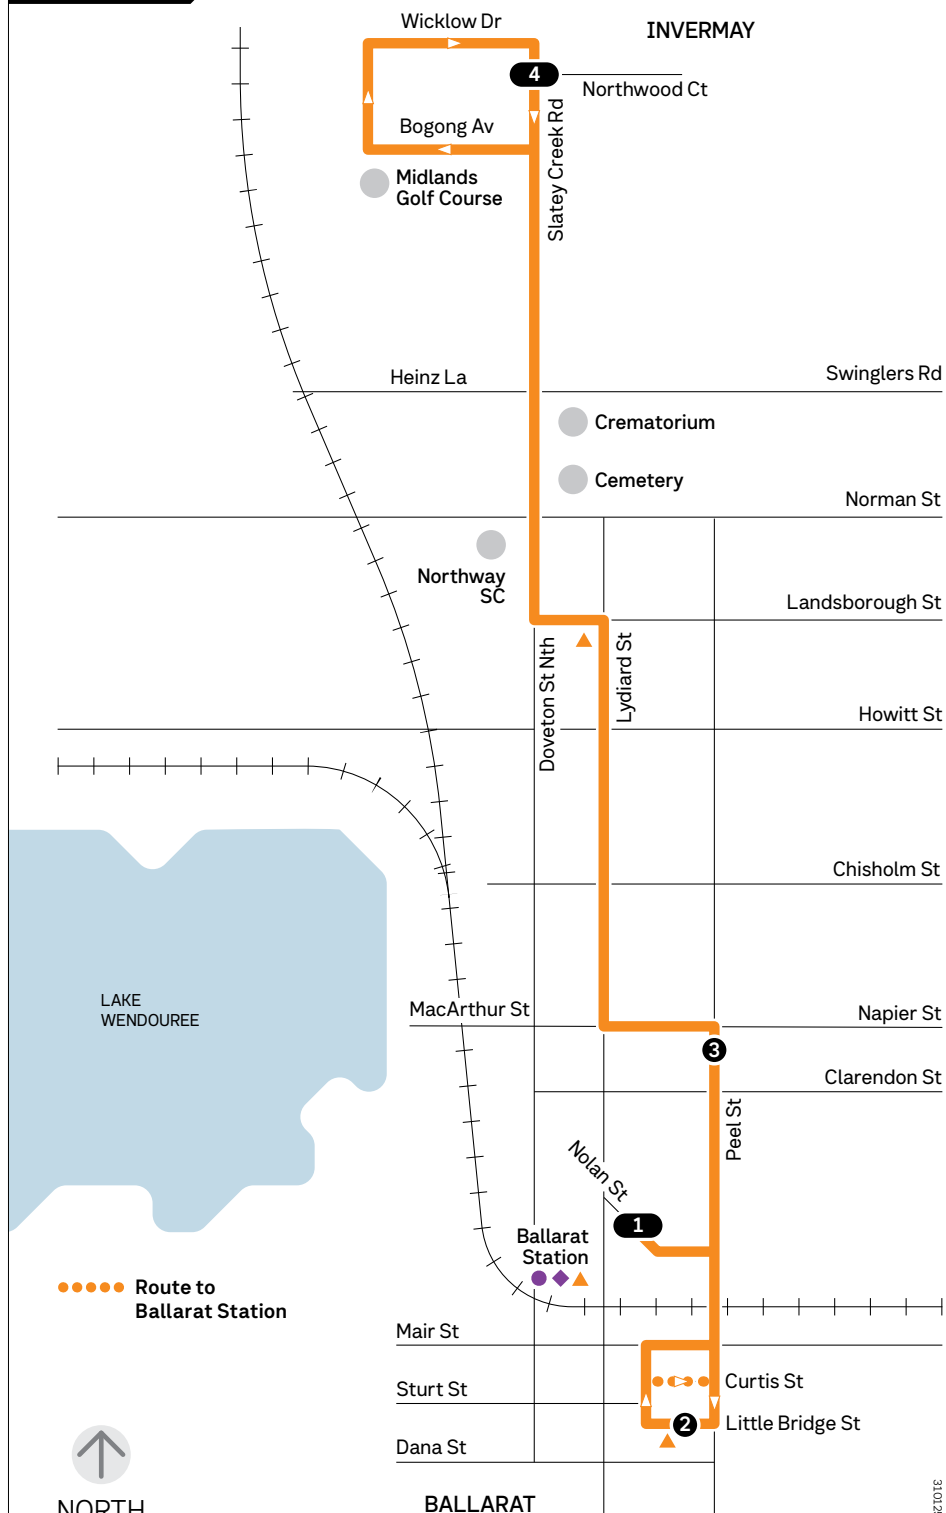 Wicklow Dr
INVERMAY
4
Northwood Ct
Slatey Creek Rd
Bogong Av
Midlands
Golf Course
Heinz La
Swinglers Rd
Crematorium
Cemetery
Norman St
Northway
SC
Landsborough St
Doveton St Nth
Lydiard St
Howitt St
Chisholm St
LAKE
WENDOUREE
MacArthur St
Napier St
3
Clarendon St
Peel St
Nolan St
1
Ballarat
Station
Route to
Ballarat Station
Mair St
Curtis St
Sturt St
2
Little Bridge St
Dana St
NORTH
BALLARAT
310125